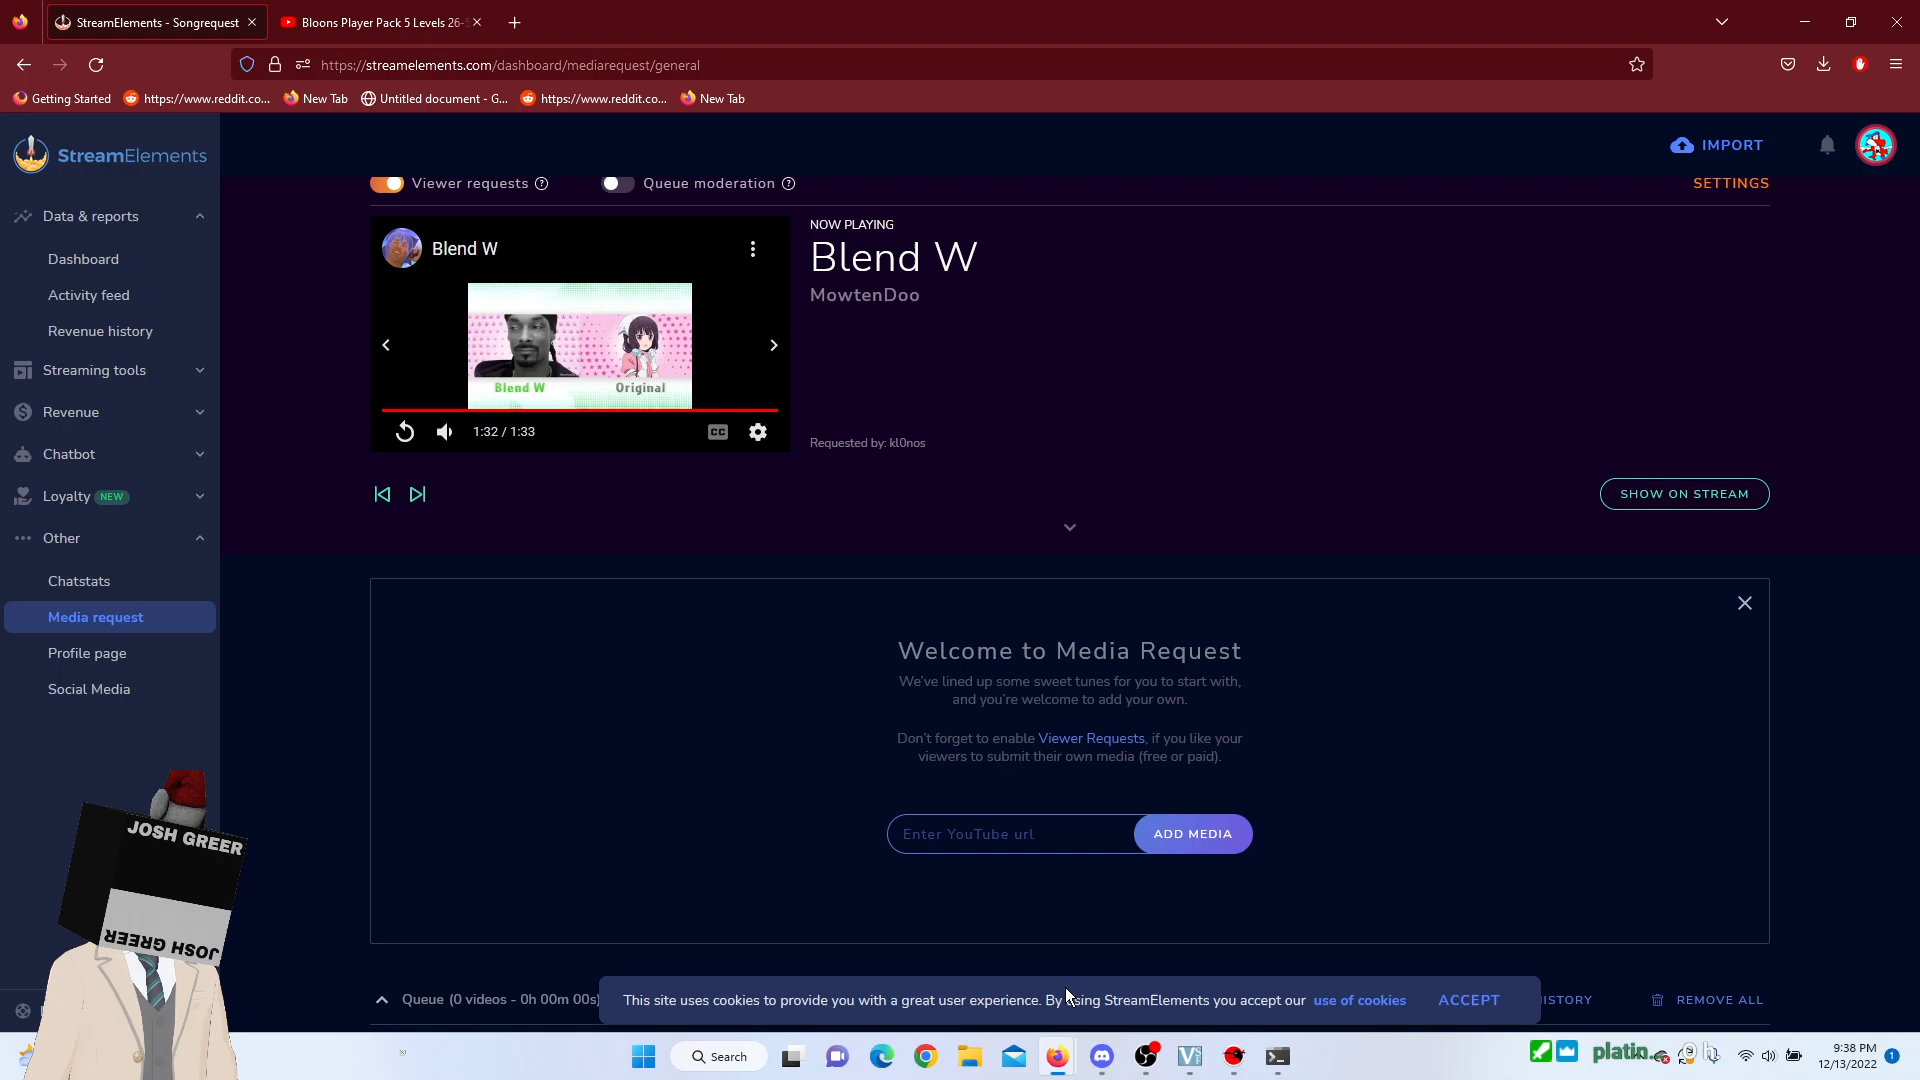 StreamElements - Songrequest
Bloons Player Pack 5 Levels 26-
https://streamelements.com/dashboard/mediarequest/general
Getting Started
https://www.reddit.co...
New Tab
Untitled document - G...
https://www.reddit.co...
New Tab
StreamElements
IMPORT
Viewer requests
Queue moderation
SETTINGS
Data & reports
Dashboard
Activity feed
Revenue history
Streaming tools
Revenue
Chatbot
Loyalty NEW
Other
Chatstats
Media request
Profile page
Social Media
Blend W
Blend W
Original
1:32 / 1:33
CC
NOW PLAYING
Blend W
MowtenDoo
Requested by: kl0nos
SHOW ON STREAM
Welcome to Media Request
We've lined up some sweet tunes for you to start with,
and you're welcome to add your own.
Don't forget to enable Viewer Requests, if you like your
viewers to submit their own media (free or paid).
Enter YouTube url
ADD MEDIA
JOSH GREER
JOSH GREER
Queue (0 videos - 0h 00m 00s)
This site uses cookies to provide you with a great user experience. By using StreamElements you accept our use of cookies
ACCEPT
HISTORY
REMOVE ALL
Search
platin
9:38 PM
12/13/2022
1